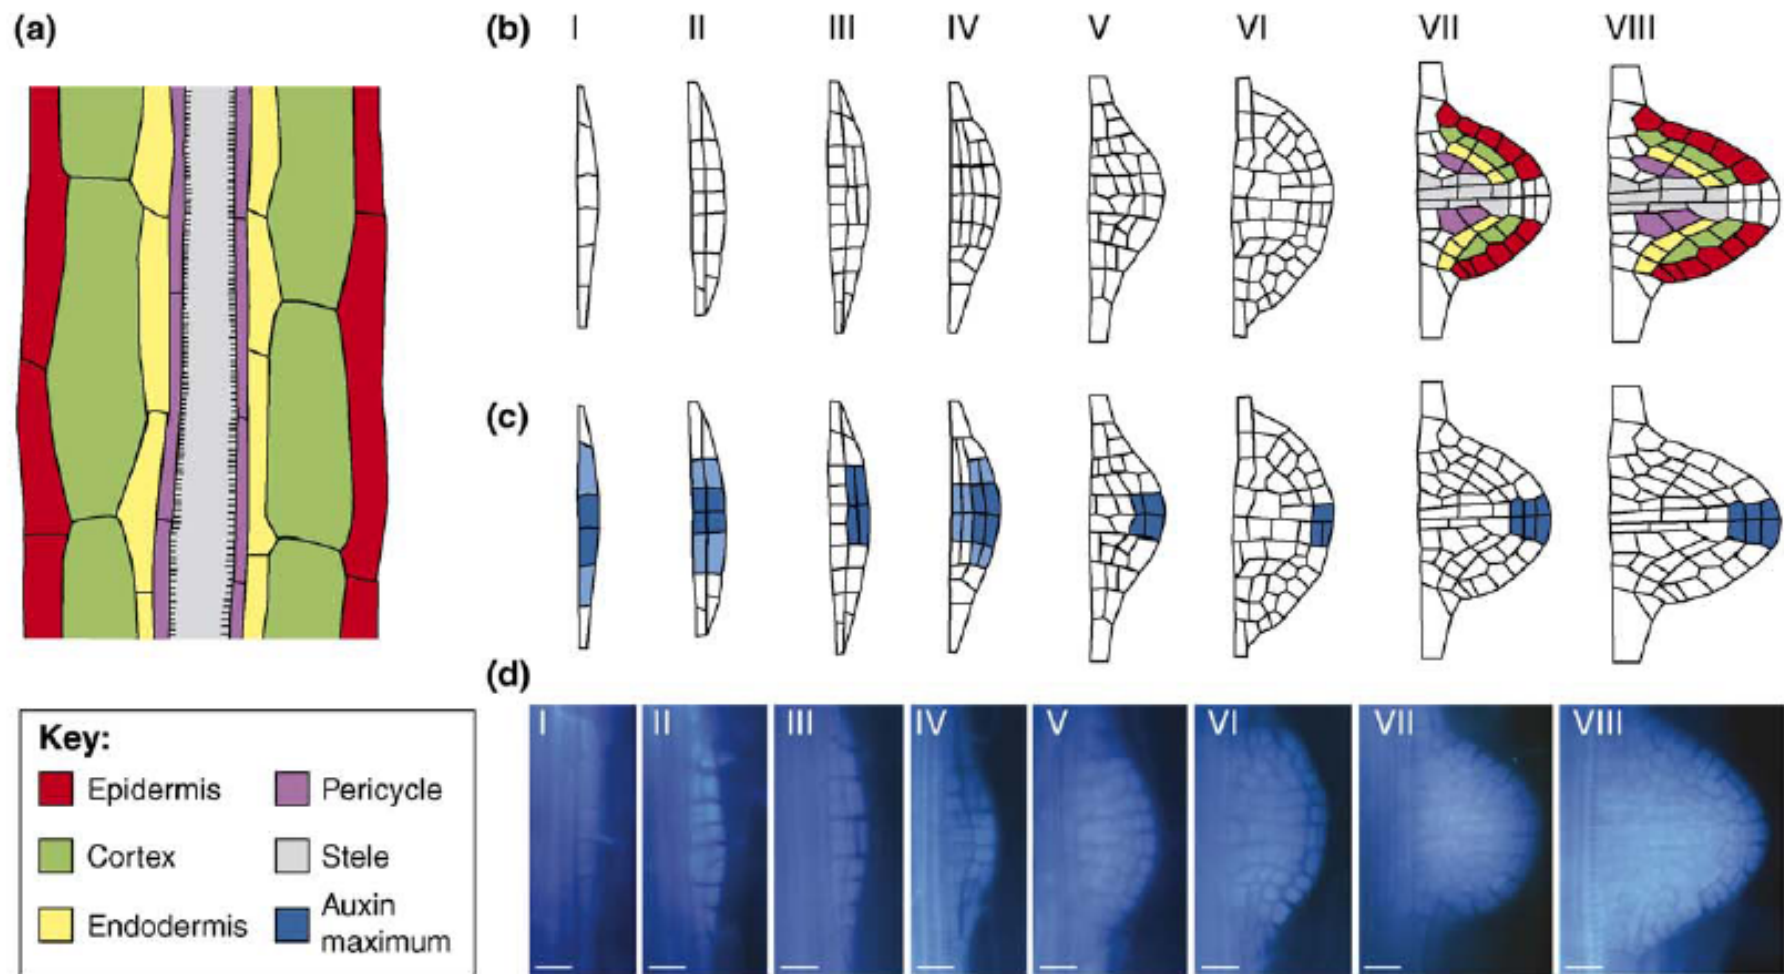 (a)
(b) I II III IV V VI VII VIII
(c)
(d)
I II III IV V VI VII VIII
Key:
Epidermis Pericycle
Cortex Stele
Endodermis Auxin
maximum